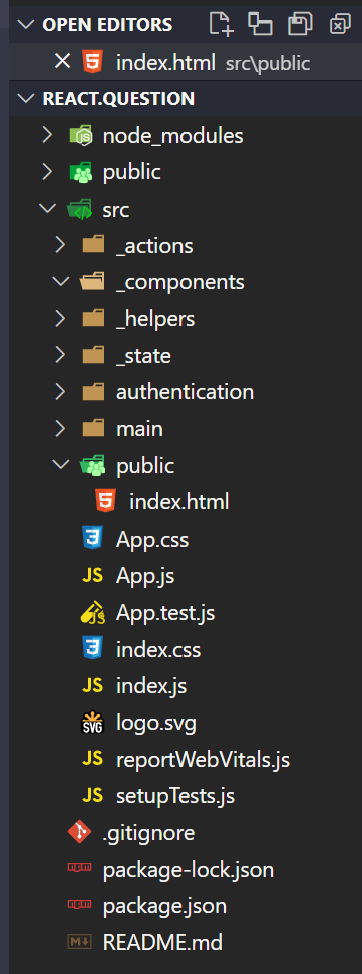 OPEN EDITORS
index.html src\public
REACT.QUESTION
node_modules
public
src
_actions
_components
_helpers
_state
authentication
main
public
index.html
App.css
App.js
App.test.js
index.css
index.js
logo.svg
reportWebVitals.js
setupTests.js
.gitignore
package-lock.json
package.json
README.md